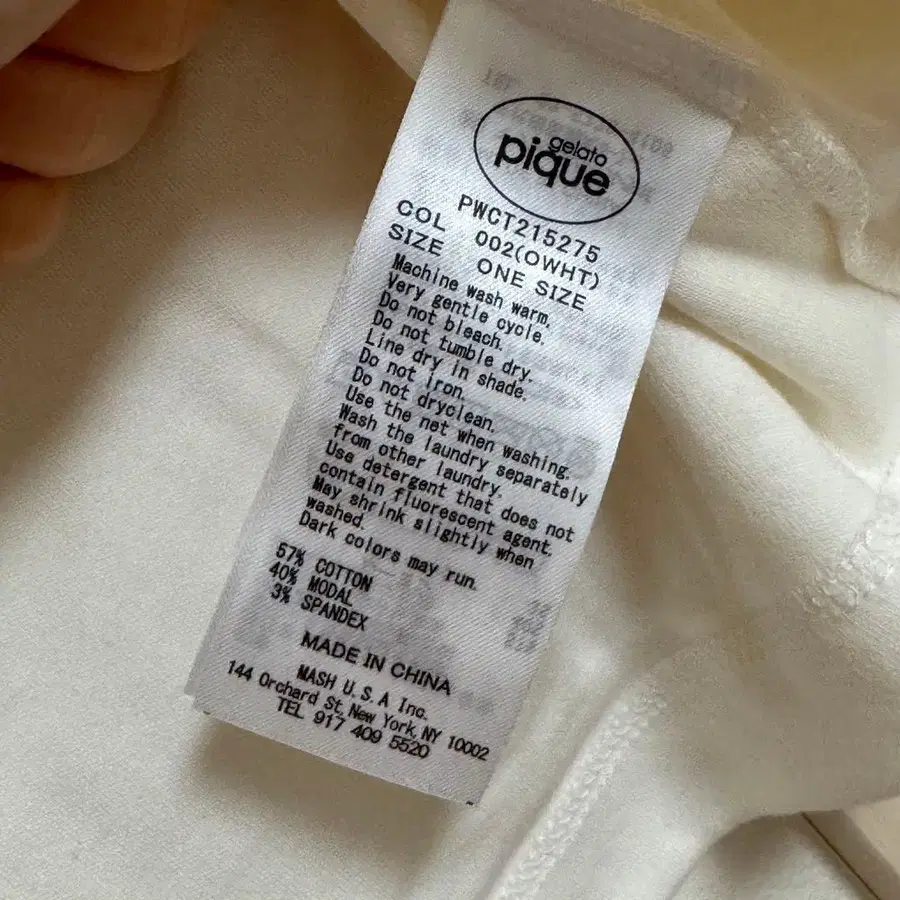 gelato
pique
PWCT215275
COL 002(OWHT)
SIZE ONE SIZE
Machine wash warm.
Very gentle cycle.
Do not bleach.
Do not tumble dry.
Line dry in shade.
Do not iron.
Do not dryclean.
Use the net when washing.
Wash the laundry separately
from other laundry.
Use detergent that does not
contain fluorescent agent.
May shrink slightly when
washed.
Dark colors may run.
57% COTTON
40% MODAL
3% SPANDEX
MADE IN CHINA
MASH U.S.A Inc.
144 Orchard St, New York, NY 10002
TEL 917 409 5520